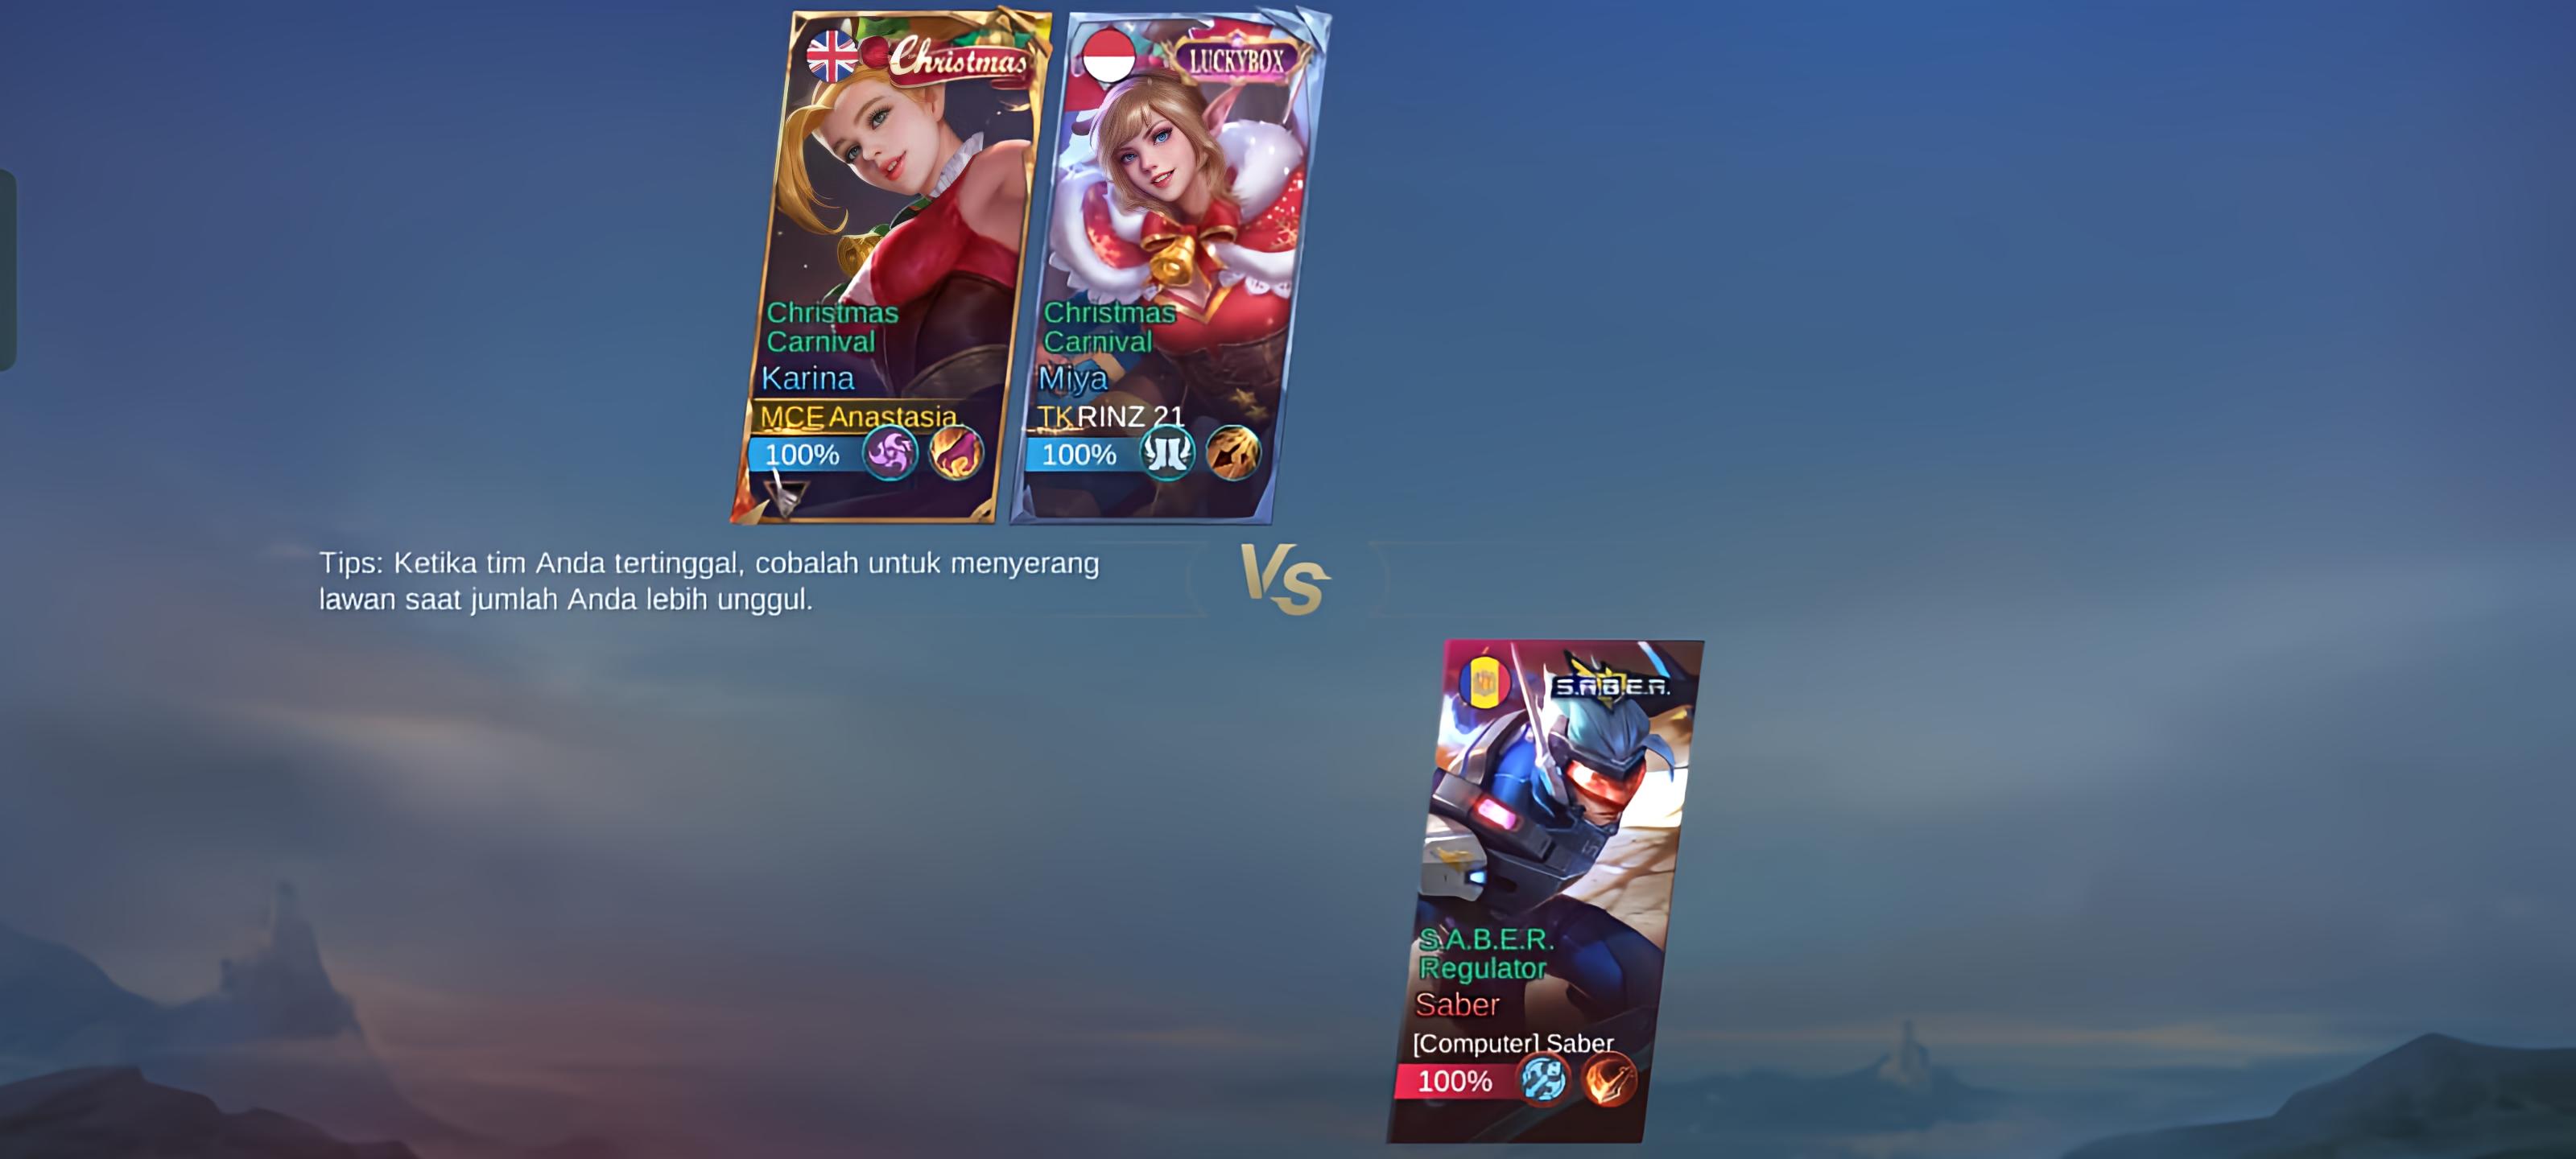 Christmas
LUCKYBOX
Christmas
Carnival
Karina
MCE Anastasia.
100%
Christmas
Carnival
Miya
TKRINZ 21
100%
Tips: Ketika tim Anda tertinggal, cobalah untuk menyerang
lawan saat jumlah Anda lebih unggul.
VS
S.A.B.E.R.
S.A.B.E.R.
Regulator
Saber
[Computer] Saber
100%